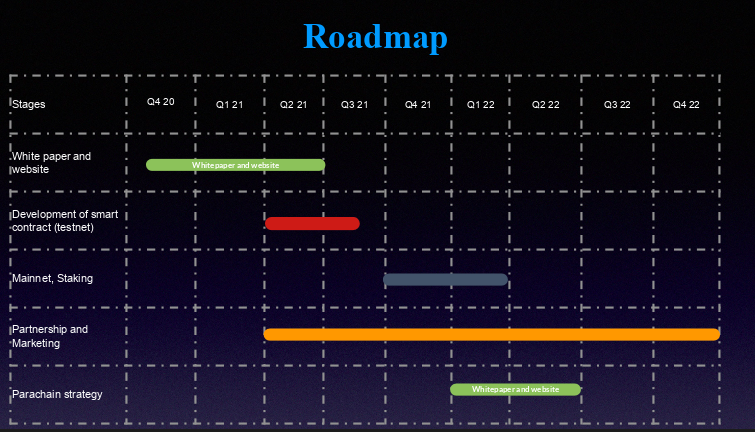 Roadmap
Stages
Q4 20
Q1 21
Q2 21
Q3 21
Q4 21
Q1 22
Q2 22
Q3 22
Q4 22
White paper and
website
Whitepaper and website
Development of smart
contract (testnet)
Mainnet, Staking
Partnership and
Marketing
Parachain strategy
Whitepaper and website